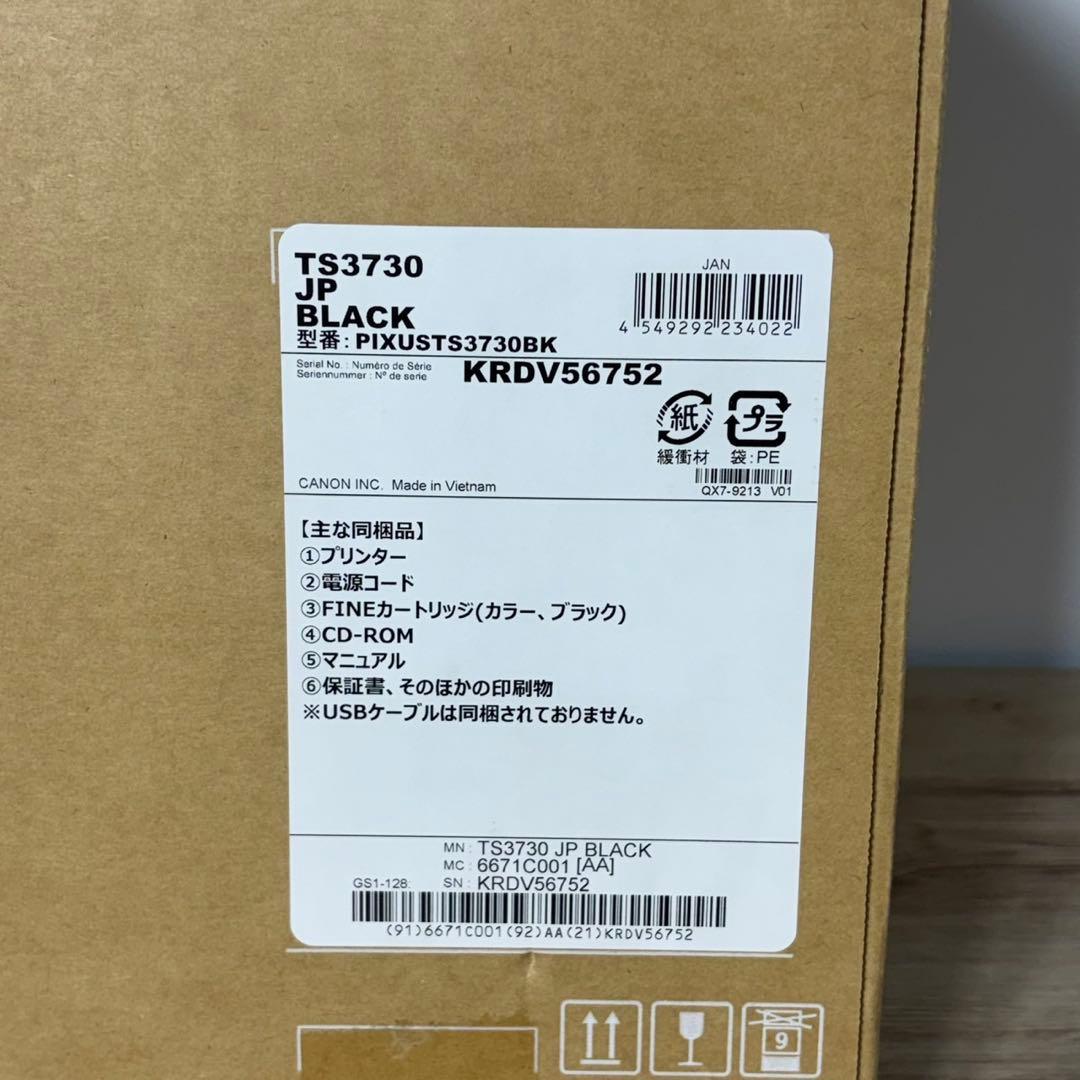 TS3730
JP
BLACK
型番:PIXUSTS3730BK
JAN
4 549292 234022
Serial No. : Numéro de Série
Seriennummer : Nº de serie
KRDV56752
紙
プラ
緩衝材 袋:PE
CANON INC. Made in Vietnam
QX7-9213 V01
【主な同梱品】
①プリンター
②電源コード
③FINEカートリッジ(カラー、ブラック)
④CD-ROM
⑤マニュアル
⑥保証書、そのほかの印刷物
※USBケーブルは同梱されておりません。
MN : TS3730 JP BLACK
MC : 6671C001 [AA]
GS1-128: SN : KRDV56752
(91)6671C001(92)AA(21)KRDV56752
9